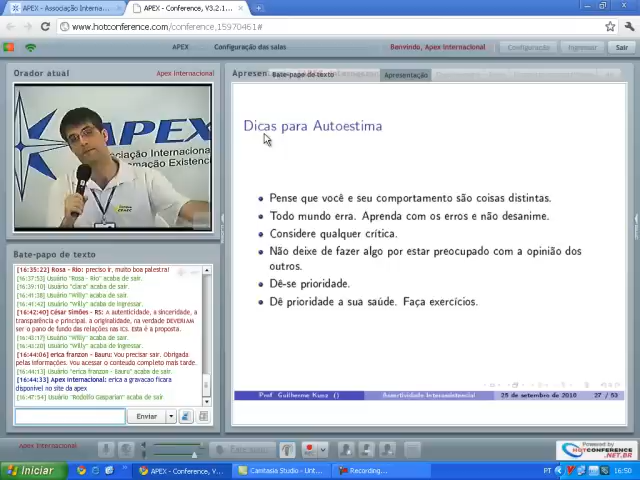 APEX - Associação Internat...
APEX - Conference, V3.2.1...
www.hotconference.com/conference,15970461#
APEX
Configuração das salas
Benvindo, Apex Internacional
Configuração
Ingressar
Sair
Orador atual
Apex Internacional
APEX
ociação Internacional
rmação Existenc
Bate-papo de texto
[16:35:22] Rosa - Rio: preciso ir, muito boa palestra!
[16:37:53] Usuário "Rosa - Rio" acaba de sair.
[16:39:10] Usuário "clara" acaba de sair.
[16:41:38] Usuário "Willy" acaba de sair.
[16:41:42] Usuário "Willy" acaba de ingressar.
[16:42:40] César Simões - RS: A autenticidade, a sinceridade, a
transparência e principal, a originalidade, na verdade DEVERIAM
ser o pano de fundo das relações nas ICs. Esta é a proposta.
[16:43:17] Usuário "Willy" acaba de sair.
[16:43:28] Usuário "Willy" acaba de ingressar.
[16:44:06] erica franzon - Bauru: Vou precisar sair. Obrigada
pelas informações. Vou acessar o conteúdo completo mais tarde.
[16:44:13] Usuário "erica franzon - Bauru" acaba de sair.
[16:44:33] Apex Internacional: erica a gravacao ficara
disponivel no site da apex
[16:47:54] Usuário "Rodolfo Gasparian" acaba de sair.
Enviar
Apresen
Bate-papo de texto
Apresentação
Dicas para Autoestima
Pense que você e seu comportamento são coisas distintas.
Todo mundo erra. Aprenda com os erros e não desanime.
Considere qualquer crítica.
Não deixe de fazer algo por estar preocupado com a opinião dos
outros.
Dê-se prioridade.
Dê prioridade a sua saúde. Faça exercícios.
Prof. Guilherme Kunz ()
Assertividade Interassistencial
25 de setembro de 2010
27 / 53
Apex Internacional
REC
Powered by
HOTCONFERENCE
.NET.BR
Iniciar
APEX - Conference, V...
Camtasia Studio - Unt...
Recording...
PT
16:50